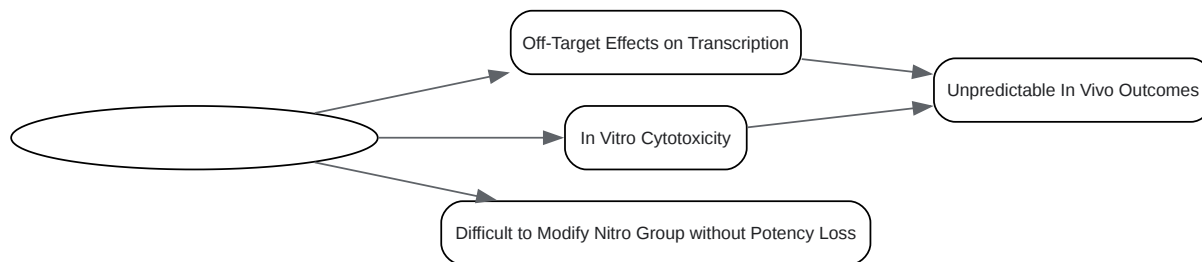 Off-Target Effects on Transcription
Unpredictable In Vivo Outcomes
In Vitro Cytotoxicity
Difficult to Modify Nitro Group without Potency Loss